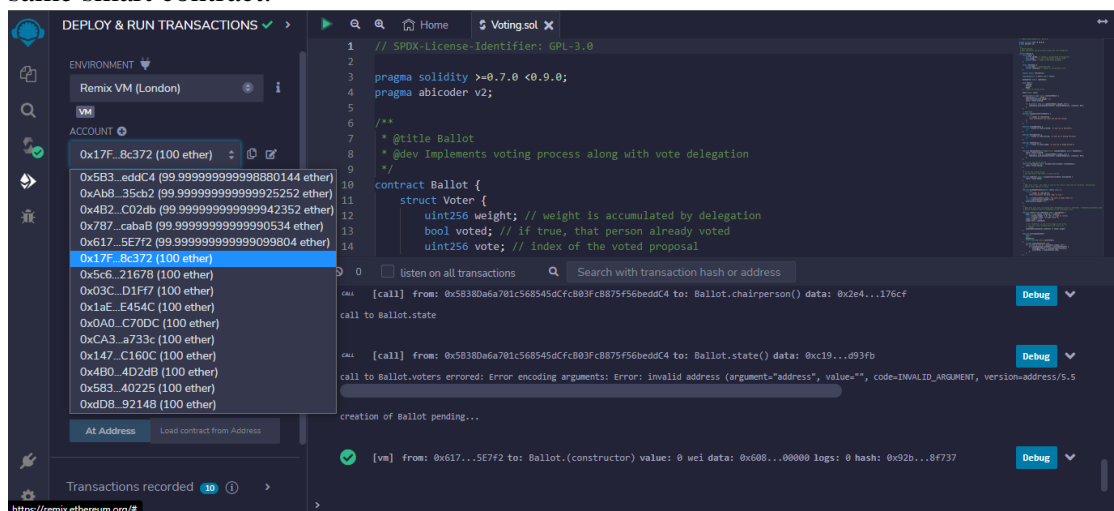 same smart contract.
DEPLOY & RUN TRANSACTIONS
ENVIRONMENT
Remix VM (London)
VM
ACCOUNT
0x17F...8c372 (100 ether)
0x5B3...eddC4 (99.999999999998880144 ether)
0xAb8...35cb2 (99.999999999999925252 ether)
0x4B2...C02db (99.999999999999942352 ether)
0x787...cabaB (99.99999999999990534 ether)
0x617...5E7f2 (99.999999999999099804 ether)
0x17F...8c372 (100 ether)
0x5c6...21678 (100 ether)
0x03C...D1Ff7 (100 ether)
0x1aE...E454C (100 ether)
0x0A0...C70DC (100 ether)
0xCA3...a733c (100 ether)
0x147...C160C (100 ether)
0x4B0...4D2dB (100 ether)
0x583...40225 (100 ether)
0xdD8...92148 (100 ether)
At Address Load contract from Address
Transactions recorded 10
https://remix.ethereum.org/#
Home Voting.sol
1 // SPDX-License-Identifier: GPL-3.0
2
3 pragma solidity >=0.7.0 <0.9.0;
4 pragma abicoder v2;
5
6 /**
7 * @title Ballot
8 * @dev Implements voting process along with vote delegation
9 */
10 contract Ballot {
11 struct Voter {
12 uint256 weight; // weight is accumulated by delegation
13 bool voted; // if true, that person already voted
14 uint256 vote; // index of the voted proposal
0 listen on all transactions Search with transaction hash or address
CALL [call] from: 0x5B38Da6a701c568545dCfcB03FcB875f56beddC4 to: Ballot.chairperson() data: 0x2e4...176cf Debug
call to Ballot.state
CALL [call] from: 0x5B38Da6a701c568545dCfcB03FcB875f56beddC4 to: Ballot.state() data: 0xc19...d93fb Debug
call to Ballot.voters errored: Error encoding arguments: Error: invalid address (argument="address", value="", code=INVALID_ARGUMENT, version=address/5.5
creation of Ballot pending...
[vm] from: 0x617...5E7f2 to: Ballot.(constructor) value: 0 wei data: 0x608...00000 logs: 0 hash: 0x92b...8f737 Debug
>